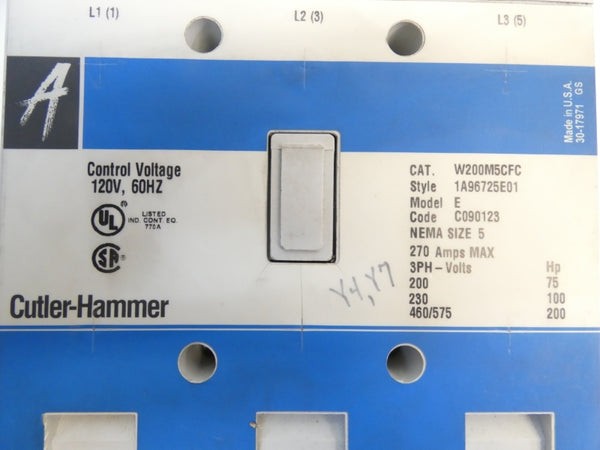 L1 (1) L2 (3) L3 (5)
A
Made in U.S.A.
30-17971 GS
Control Voltage
120V, 60HZ
UL ® LISTED
IND. CONT. EQ.
770A
SA
Cutler-Hammer
CAT. W200M5CFC
Style 1A96725E01
Model E
Code C090123
NEMA SIZE 5
270 Amps MAX
3PH - Volts Hp
200 75
230 100
460/575 200
Y4, Y7